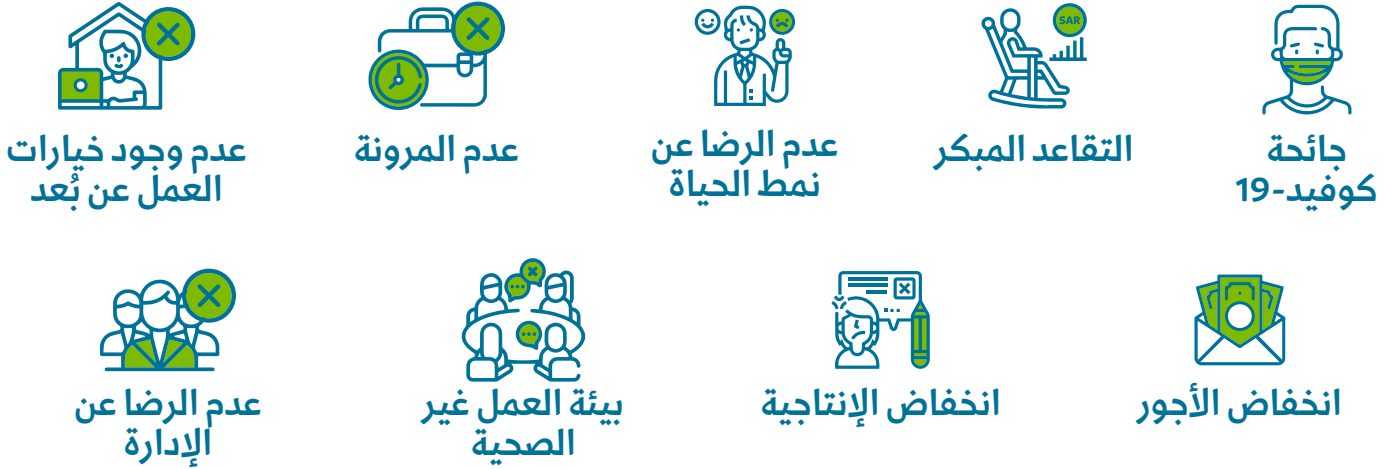 SAR
جائحة
كوفيد-19
التقاعد المبكر
عدم الرضا عن
نمط الحياة
عدم المرونة
عدم وجود خيارات
العمل عن بُعد
انخفاض الأجور
انخفاض الإنتاجية
بيئة العمل غير
الصحية
عدم الرضا عن
الإدارة